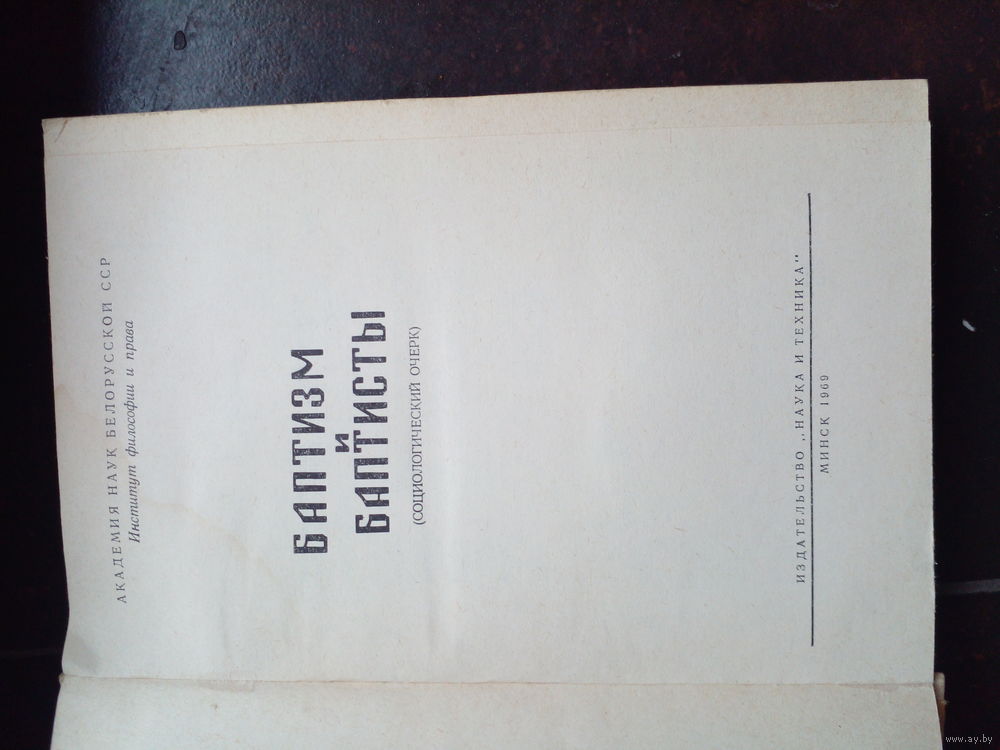 АКАДЕМИЯ НАУК БЕЛОРУССКОЙ ССР
Институт философии и права
БАПТИЗМ
И
БАПТИСТЫ
(СОЦИОЛОГИЧЕСКИЙ ОЧЕРК)
ИЗДАТЕЛЬСТВО „НАУКА И ТЕХНИКА"
МИНСК 1969
www.ay.by